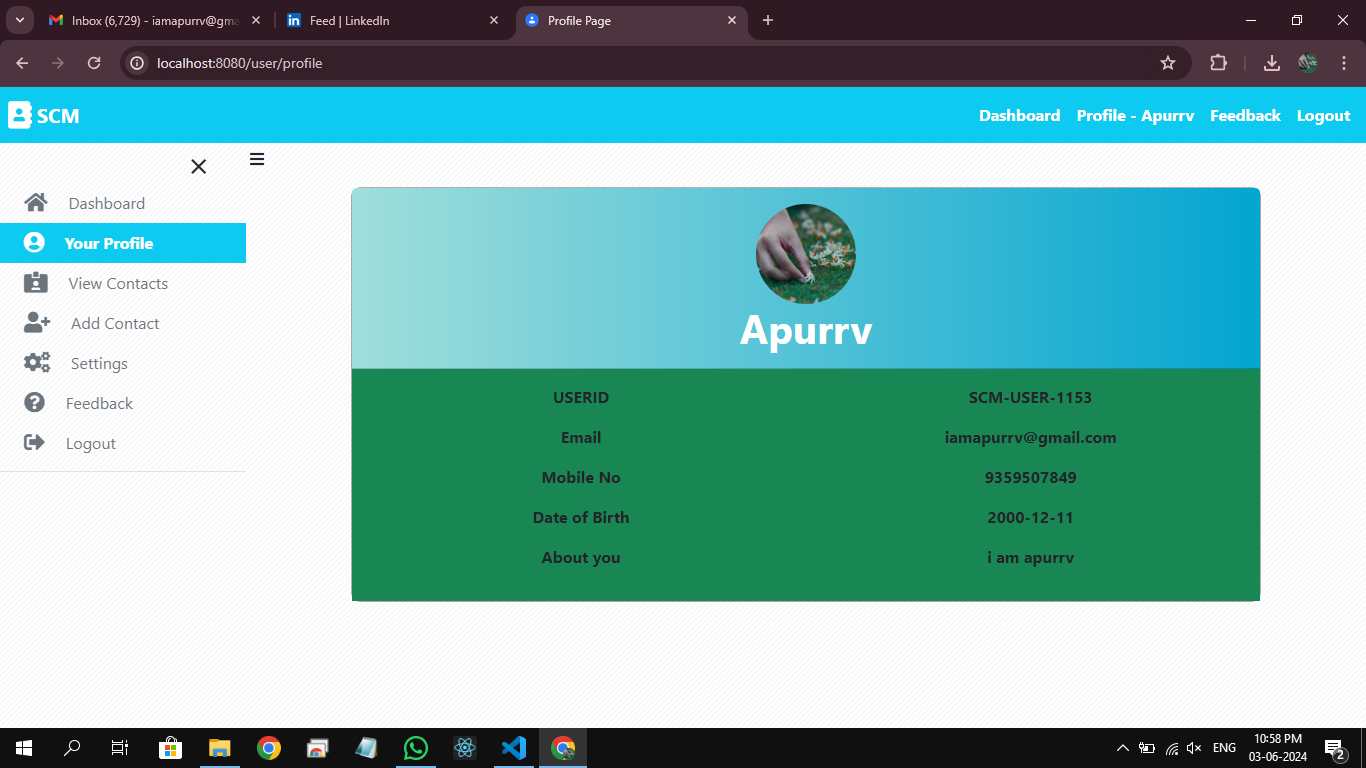 Inbox (6,729) - iamapurrv@gma
Feed | LinkedIn
Profile Page
localhost:8080/user/profile
SCM
Dashboard
Profile - Apurrv
Feedback
Logout
Dashboard
Your Profile
View Contacts
Add Contact
Settings
Feedback
Logout
Apurrv
USERID SCM-USER-1153
Email iamapurrv@gmail.com
Mobile No 9359507849
Date of Birth 2000-12-11
About you i am apurrv
ENG
10:58 PM
03-06-2024
2